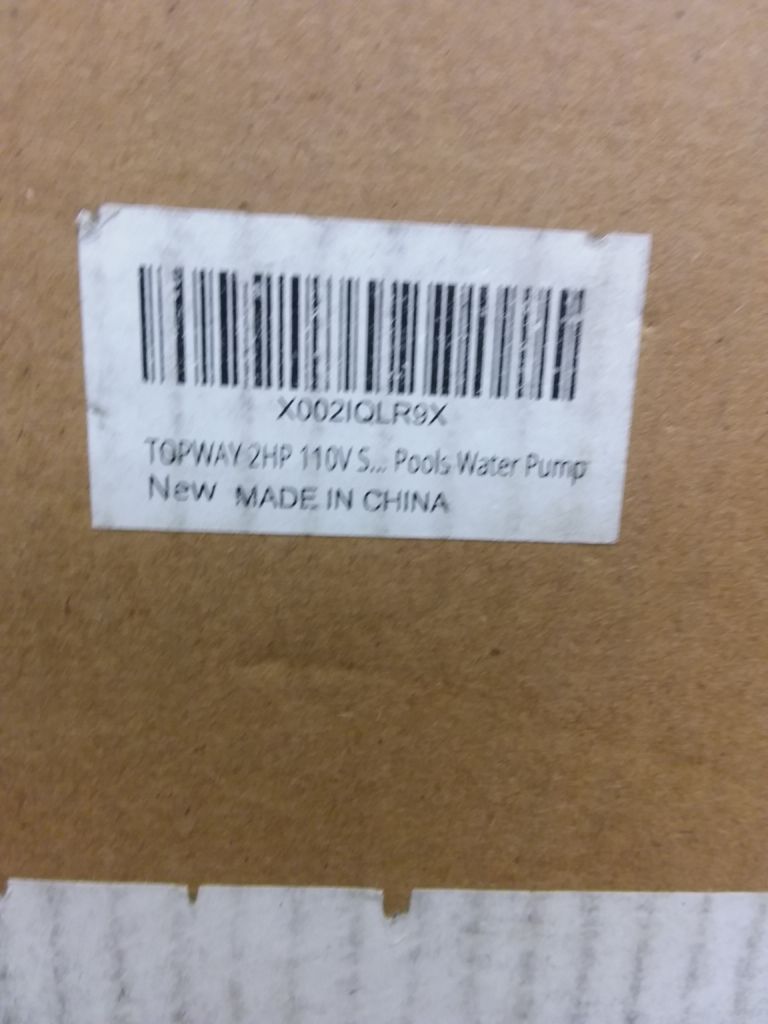 X002IQLR9X
TOPWAY 2HP 110V S... Pools Water Pump
New MADE IN CHINA